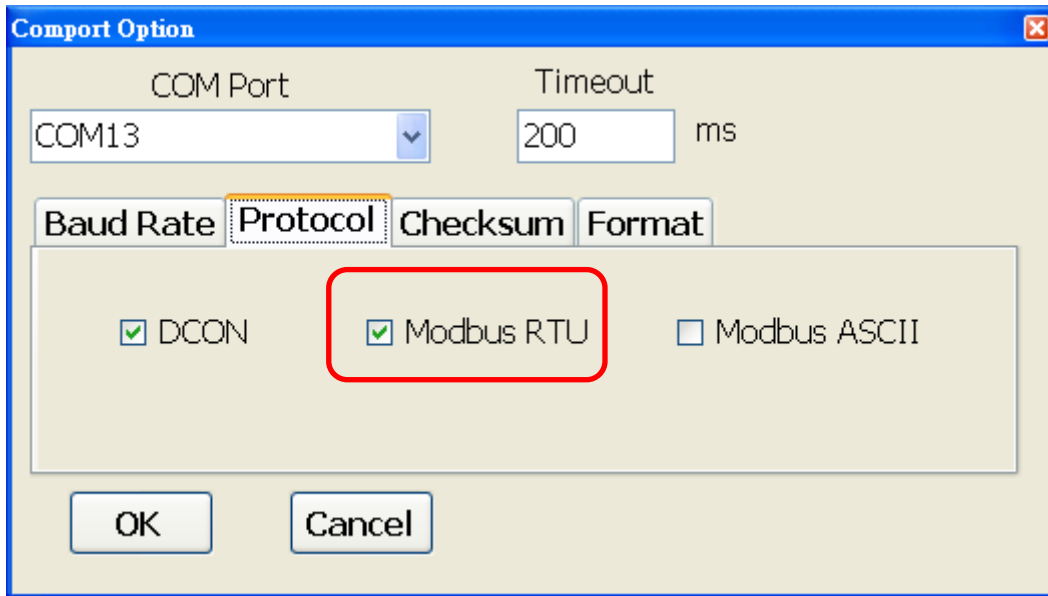 Comport Option
COM Port Timeout
COM13 200 ms
Baud Rate Protocol Checksum Format
DCON Modbus RTU Modbus ASCII
OK Cancel